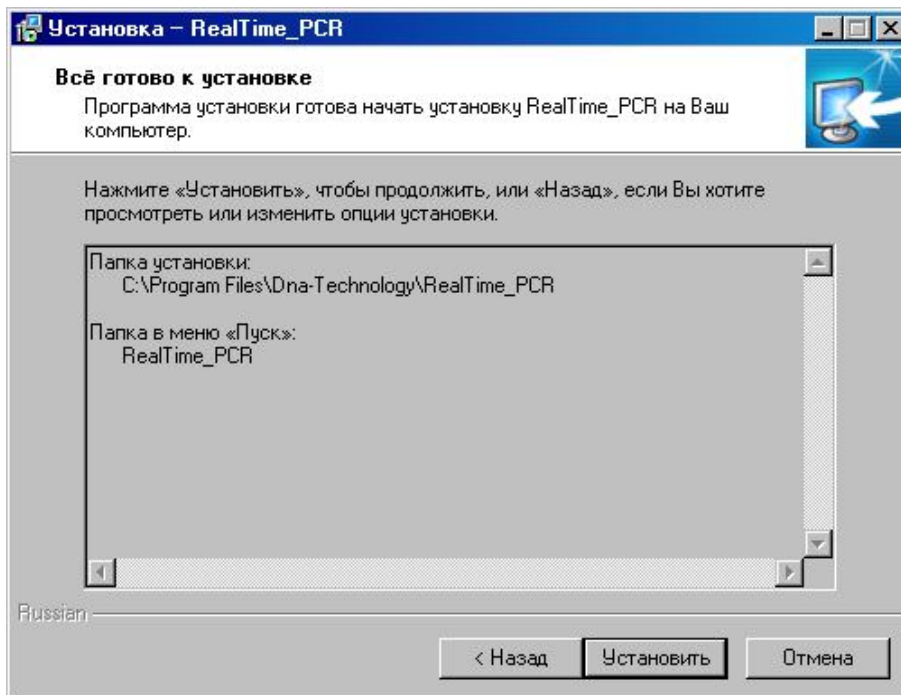 Установка – RealTime_PCR
Всё готово к установке
Программа установки готова начать установку RealTime_PCR на Ваш
компьютер.
Нажмите «Установить», чтобы продолжить, или «Назад», если Вы хотите
просмотреть или изменить опции установки.
Папка установки:
C:\Program Files\Dna-Technology\RealTime_PCR
Папка в меню «Пуск»:
RealTime_PCR
Russian
< Назад
Установить
Отмена